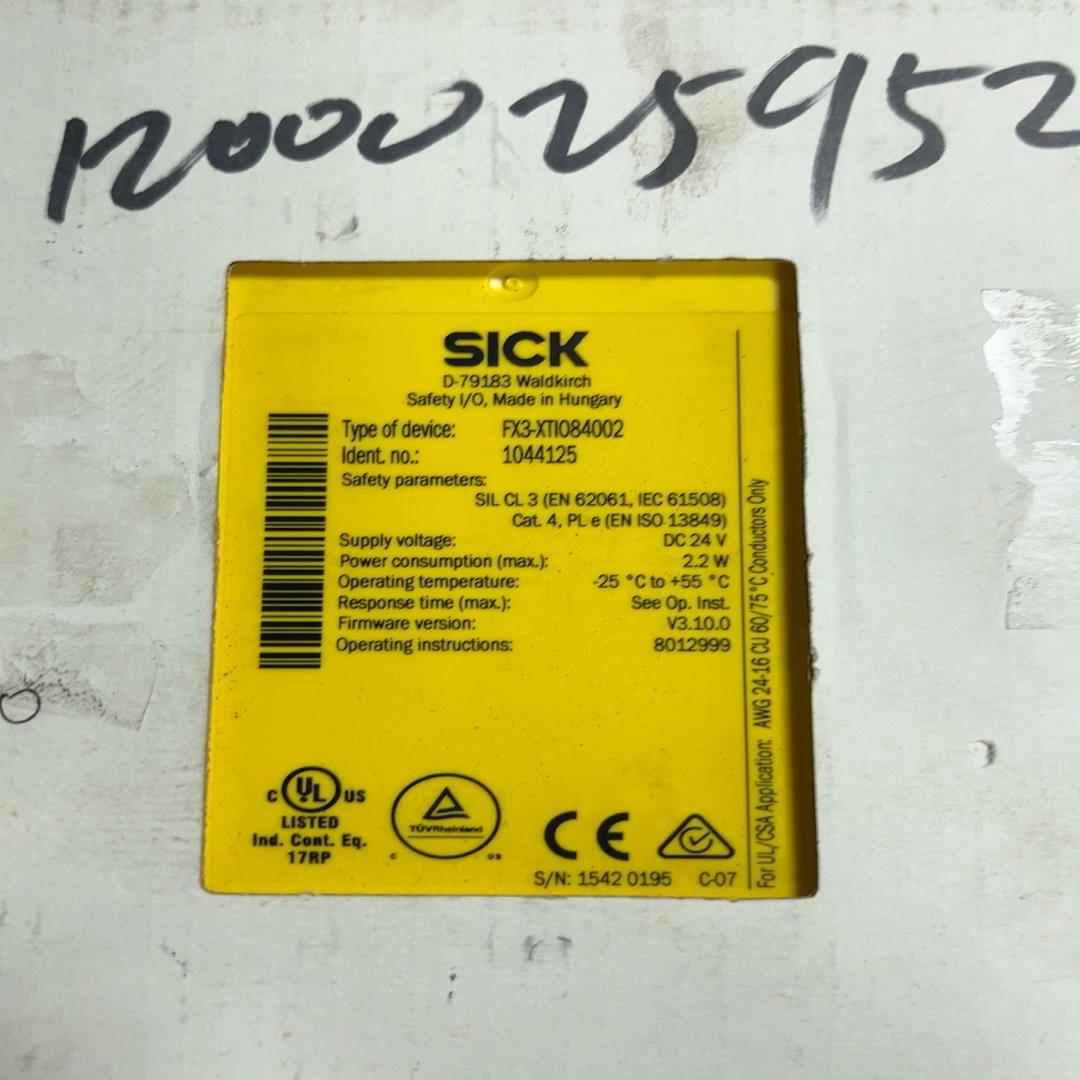 1200025952
SICK
D-79183 Waldkirch
Safety I/O, Made in Hungary
Type of device: FX3-XTIO84002
Ident. no.: 1044125
Safety parameters:
SIL CL 3 (EN 62061, IEC 61508)
Cat. 4, PL e (EN ISO 13849)
Supply voltage: DC 24 V
Power consumption (max.): 2.2 W
Operating temperature: -25 °C to +55 °C
Response time (max.): See Op. Inst.
Firmware version: V3.10.0
Operating instructions: 8012999
For UL/CSA Application: AWG 24-16 CU 60/75°C Conductors Only
C UL US
LISTED
Ind. Cont. Eq.
17RP
TÜVRheinland
C US
CE
S/N: 1542 0195 C-07